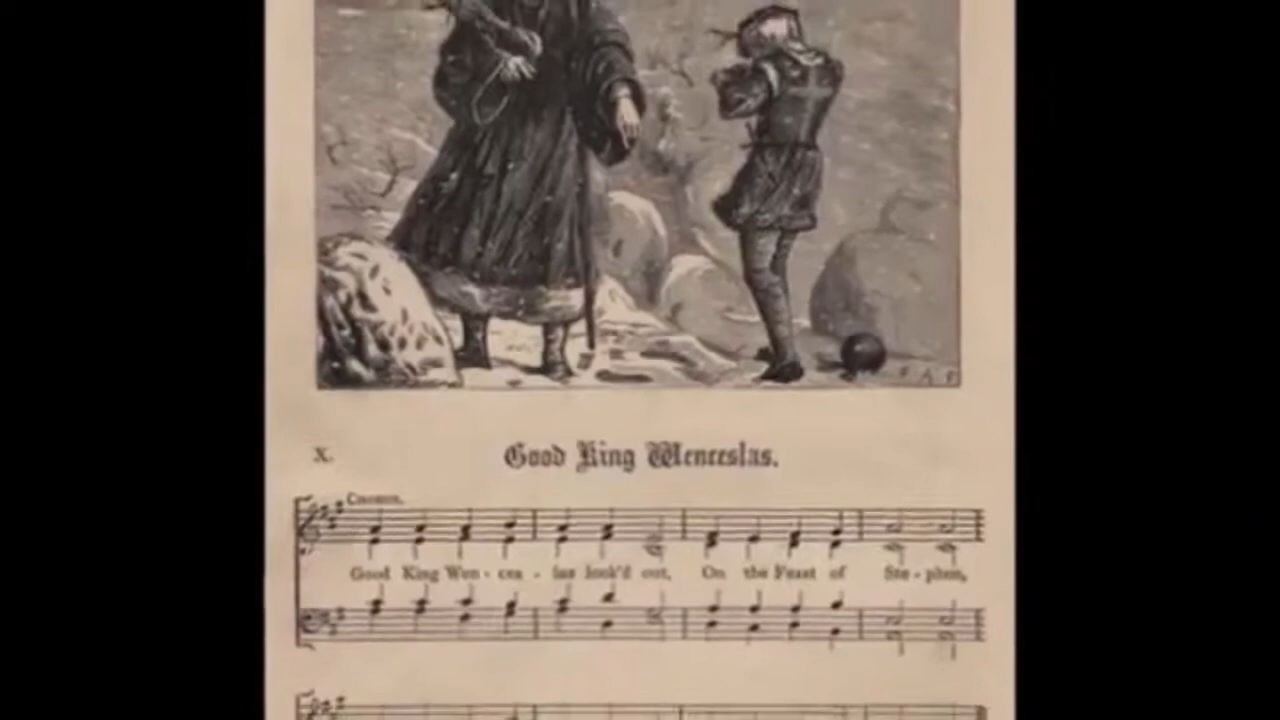 X.
Good King Wenceslas.
Chorus.
Good King Wen - ces - las look'd out, On the Feast of Ste - phen,